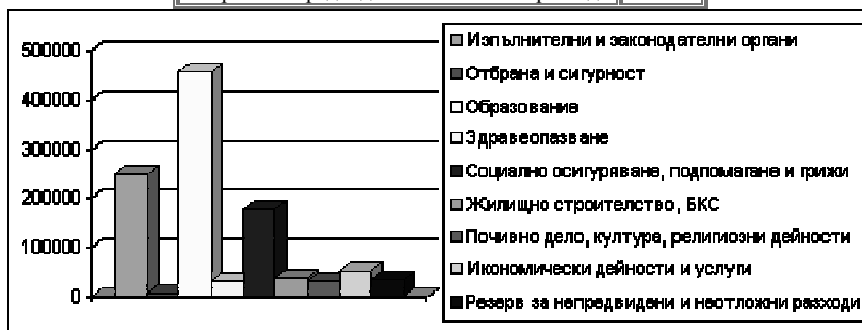 500000
400000
300000
200000
100000
0
Изпълнителни и законодателни органи
Отбрана и сигурност
Образование
Здравеопазване
Социално осигуряване, подпомагане и грижи
Жилищно строителство, БКС
Почивно дело, култура, религиозни дейности
Икономически дейности и услуги
Резерв за непредвидени и неотложни разходи